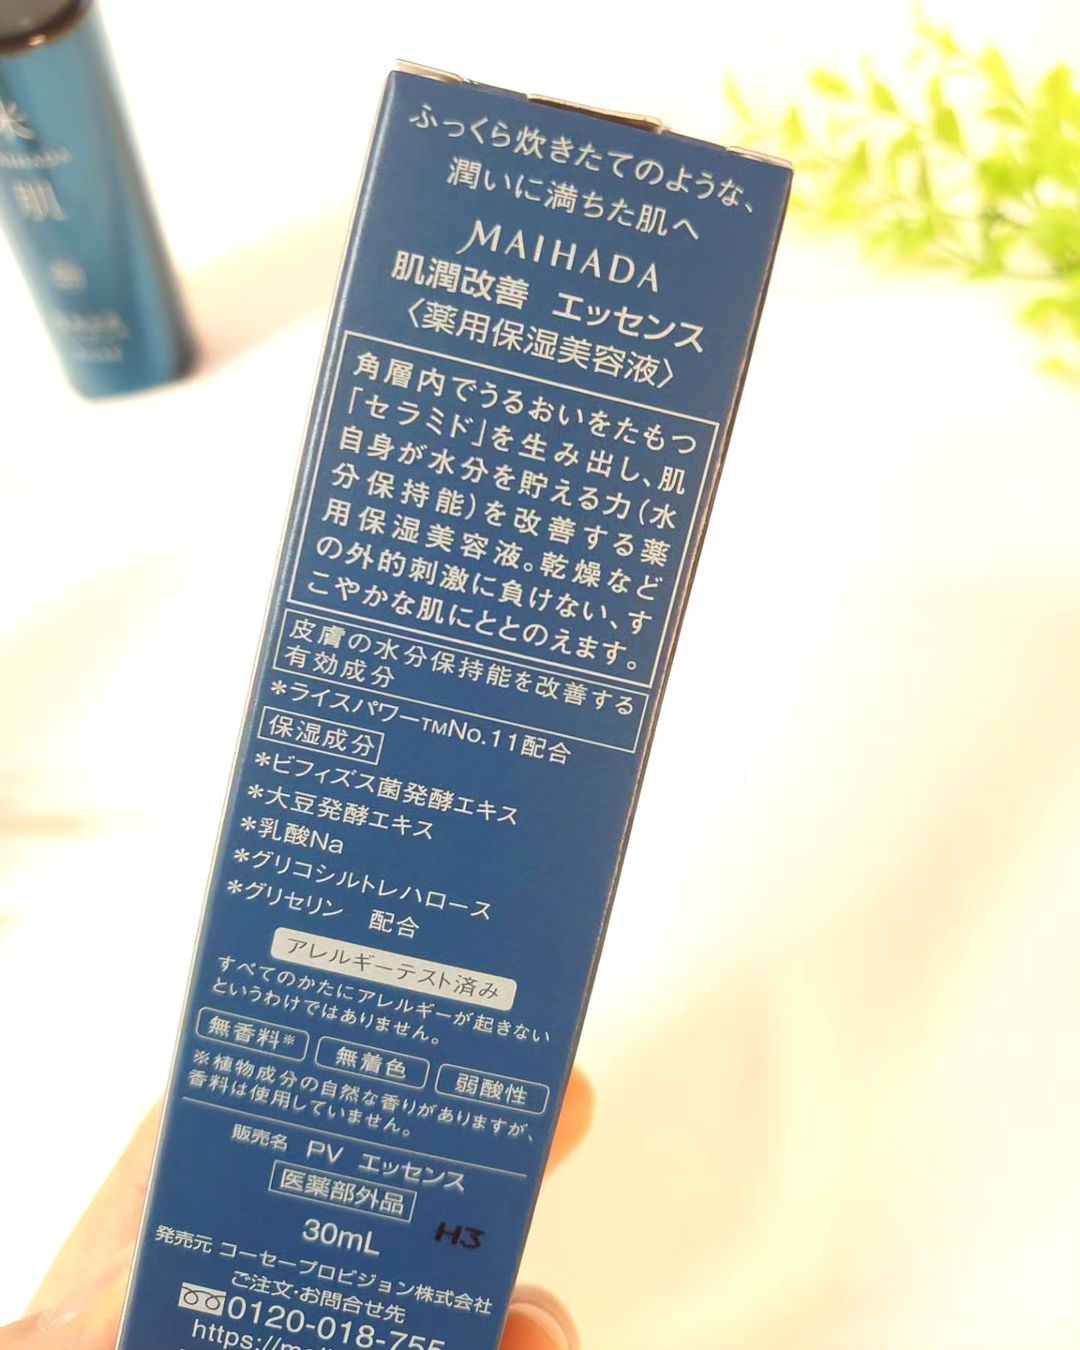 米
肌
ふっくら炊きたてのような、
潤いに満ちた肌へ
MAIHADA
肌潤改善 エッセンス
〈薬用保湿美容液〉
角層内でうるおいをたもつ
「セラミド」を生み出し、肌
自身が水分を貯える力(水
分保持能)を改善する薬
用保湿美容液。乾燥など
の外的刺激に負けない、す
こやかな肌にととのえます。
皮膚の水分保持能を改善する
有効成分
*ライスパワー™No.11配合
保湿成分
*ビフィズス菌発酵エキス
*大豆発酵エキス
*乳酸Na
*グリコシルトレハロース
*グリセリン 配合
アレルギーテスト済み
すべてのかたにアレルギーが起きない
というわけではありません。
無香料※ 無着色 弱酸性
※植物成分の自然な香りがありますが、
香料は使用していません。
販売名 PV エッセンス
医薬部外品
30mL H3
発売元 コーセープロビジョン株式会社
ご注文・お問合せ先
0120-018-755
https://m